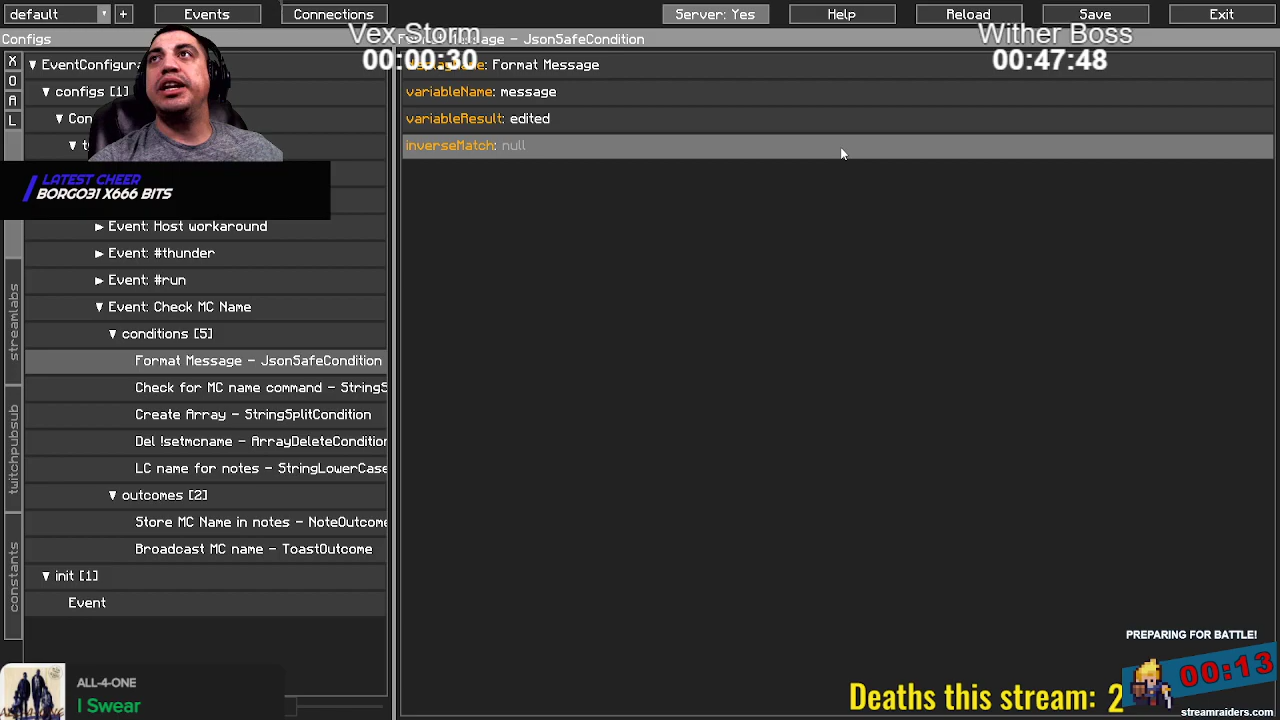 default
+
Events
Connections
Server: Yes
Help
Reload
Save
Exit
Configs
Message - JsonSafeCondition
Vex Storm
00:00:30
Wither Boss
00:47:48
X
O
A
L
EventConfigura
configs [1]
Con
Format Message
variableName: message
variableResult: edited
inverseMatch: null
LATEST CHEER
BORGO31 X666 BITS
Event: Host workaround
Event: #thunder
Event: #run
Event: Check MC Name
conditions [5]
Format Message - JsonSafeCondition
Check for MC name command - StringS
Create Array - StringSplitCondition
Del !setmcname - ArrayDeleteCondition
LC name for notes - StringLowerCase
outcomes [2]
Store MC Name in notes - NoteOutcome
Broadcast MC name - ToastOutcome
init [1]
Event
streamlabs
twitchpubsub
constants
ALL-4-ONE
I Swear
PREPARING FOR BATTLE!
00:13
Deaths this stream: 2
streamraiders.com